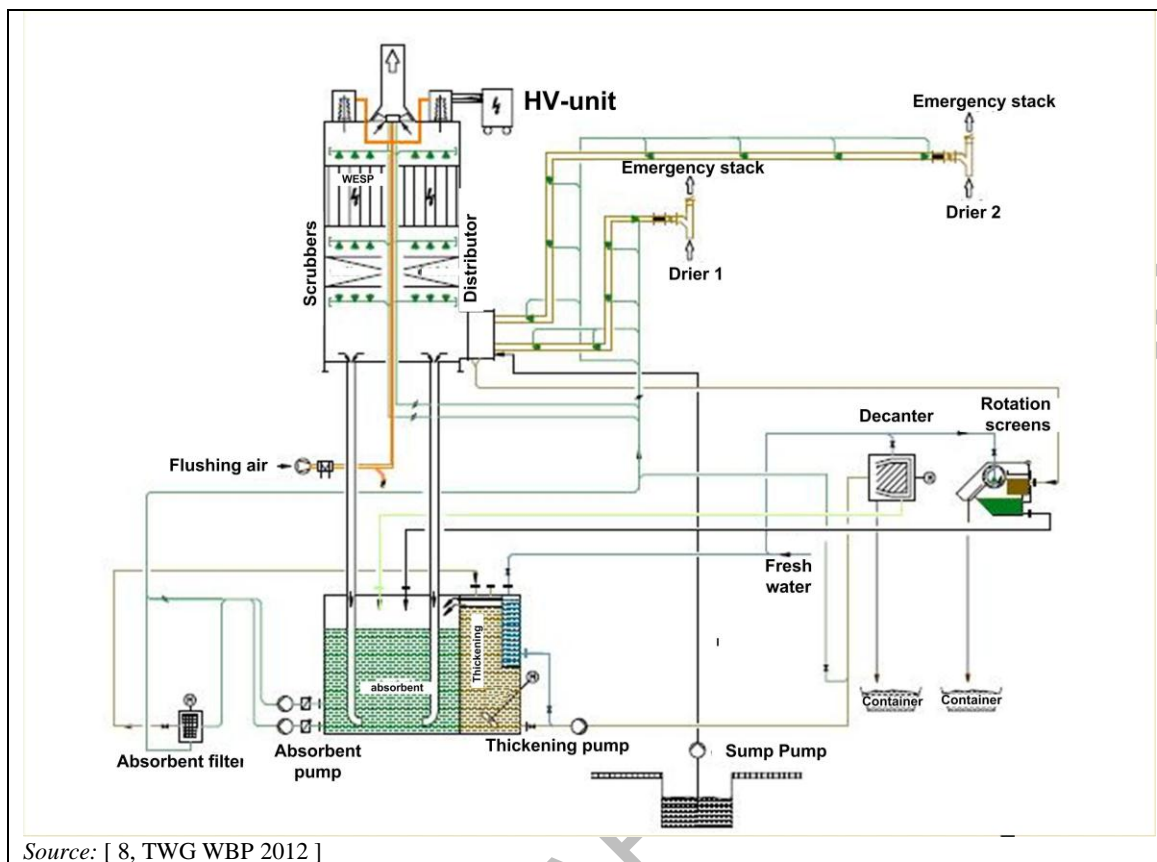 HV-unit
Emergency stack
Emergency stack
WESP
Drier 2
Drier 1
Scrubbers
Distributor
Decanter
Rotation
screens
Flushing air
Fresh
water
Thickening
absorbent
Container
Container
Absorbent filter
Absorbent
pump
Thickening pump
Sump Pump
Source: [ 8, TWG WBP 2012 ]